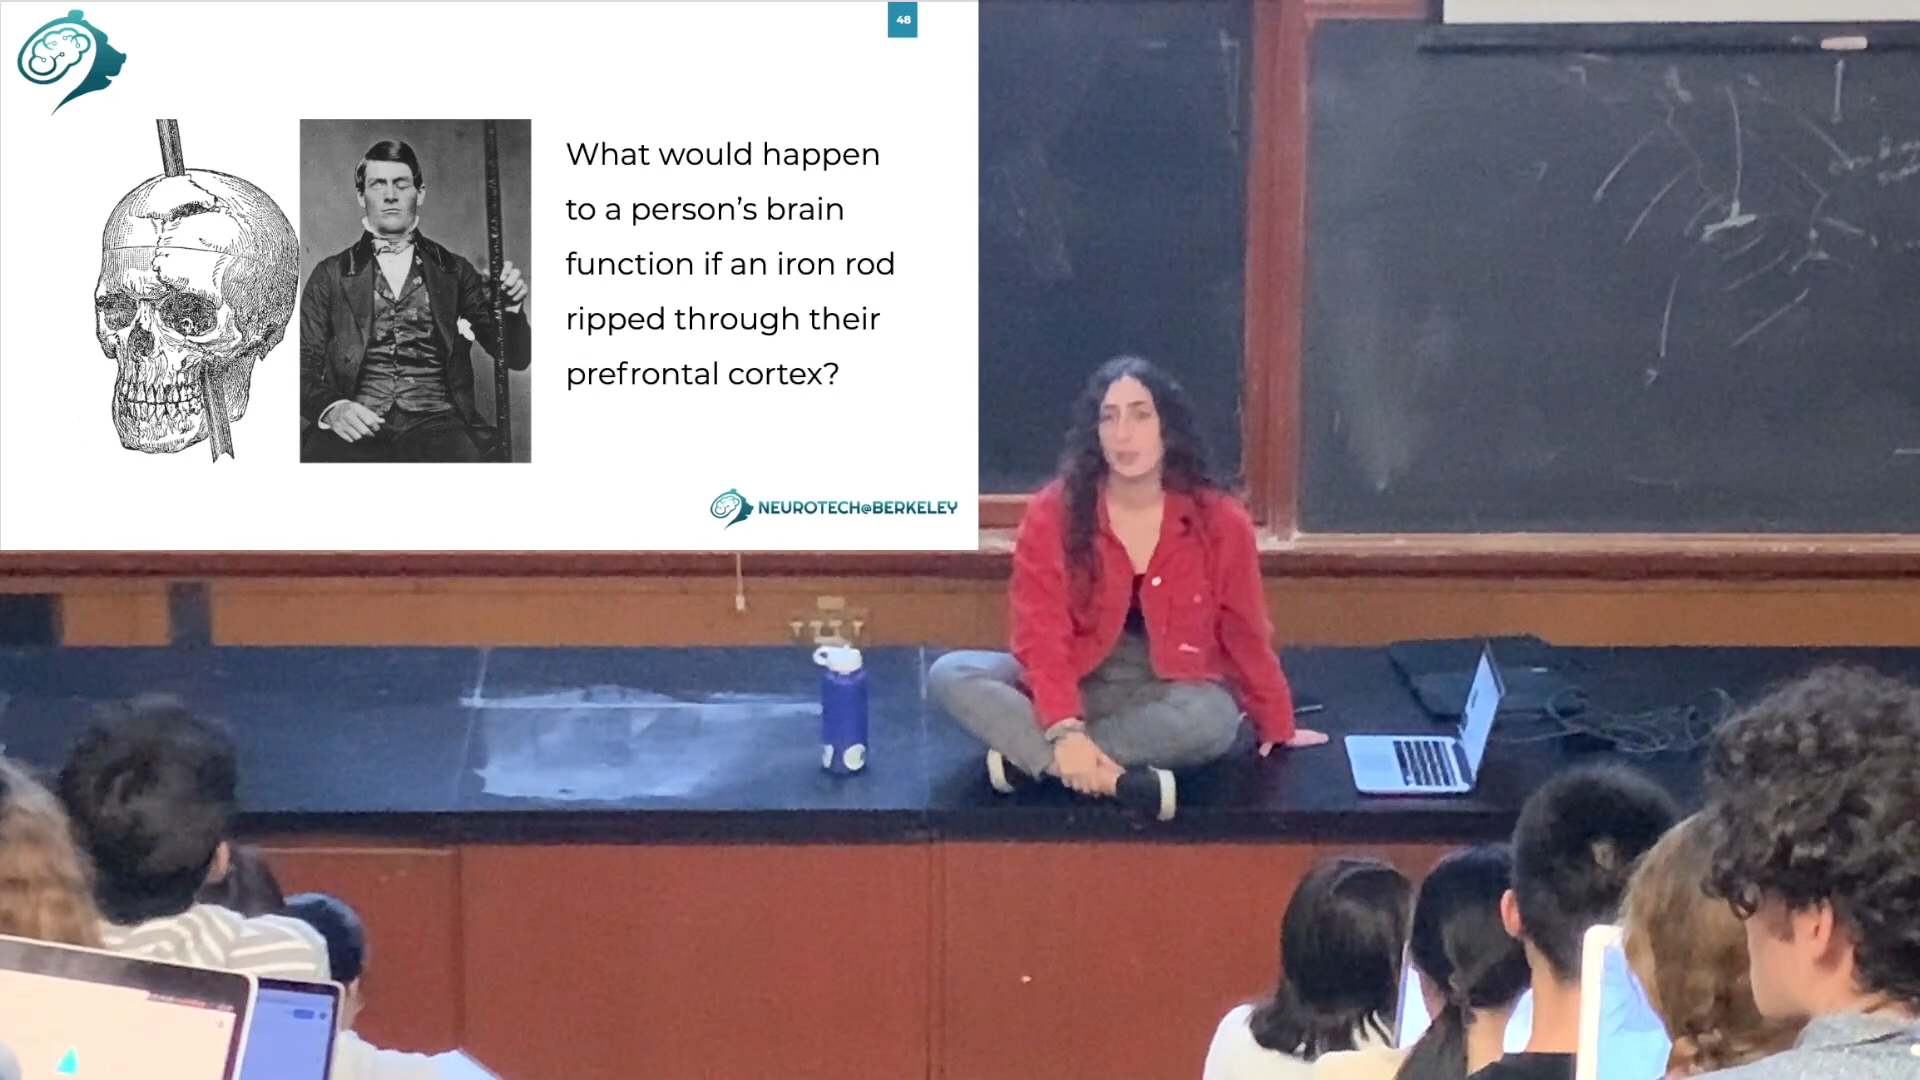 48
What would happen
to a person's brain
function if an iron rod
ripped through their
prefrontal cortex?
NEUROTECH@BERKELEY